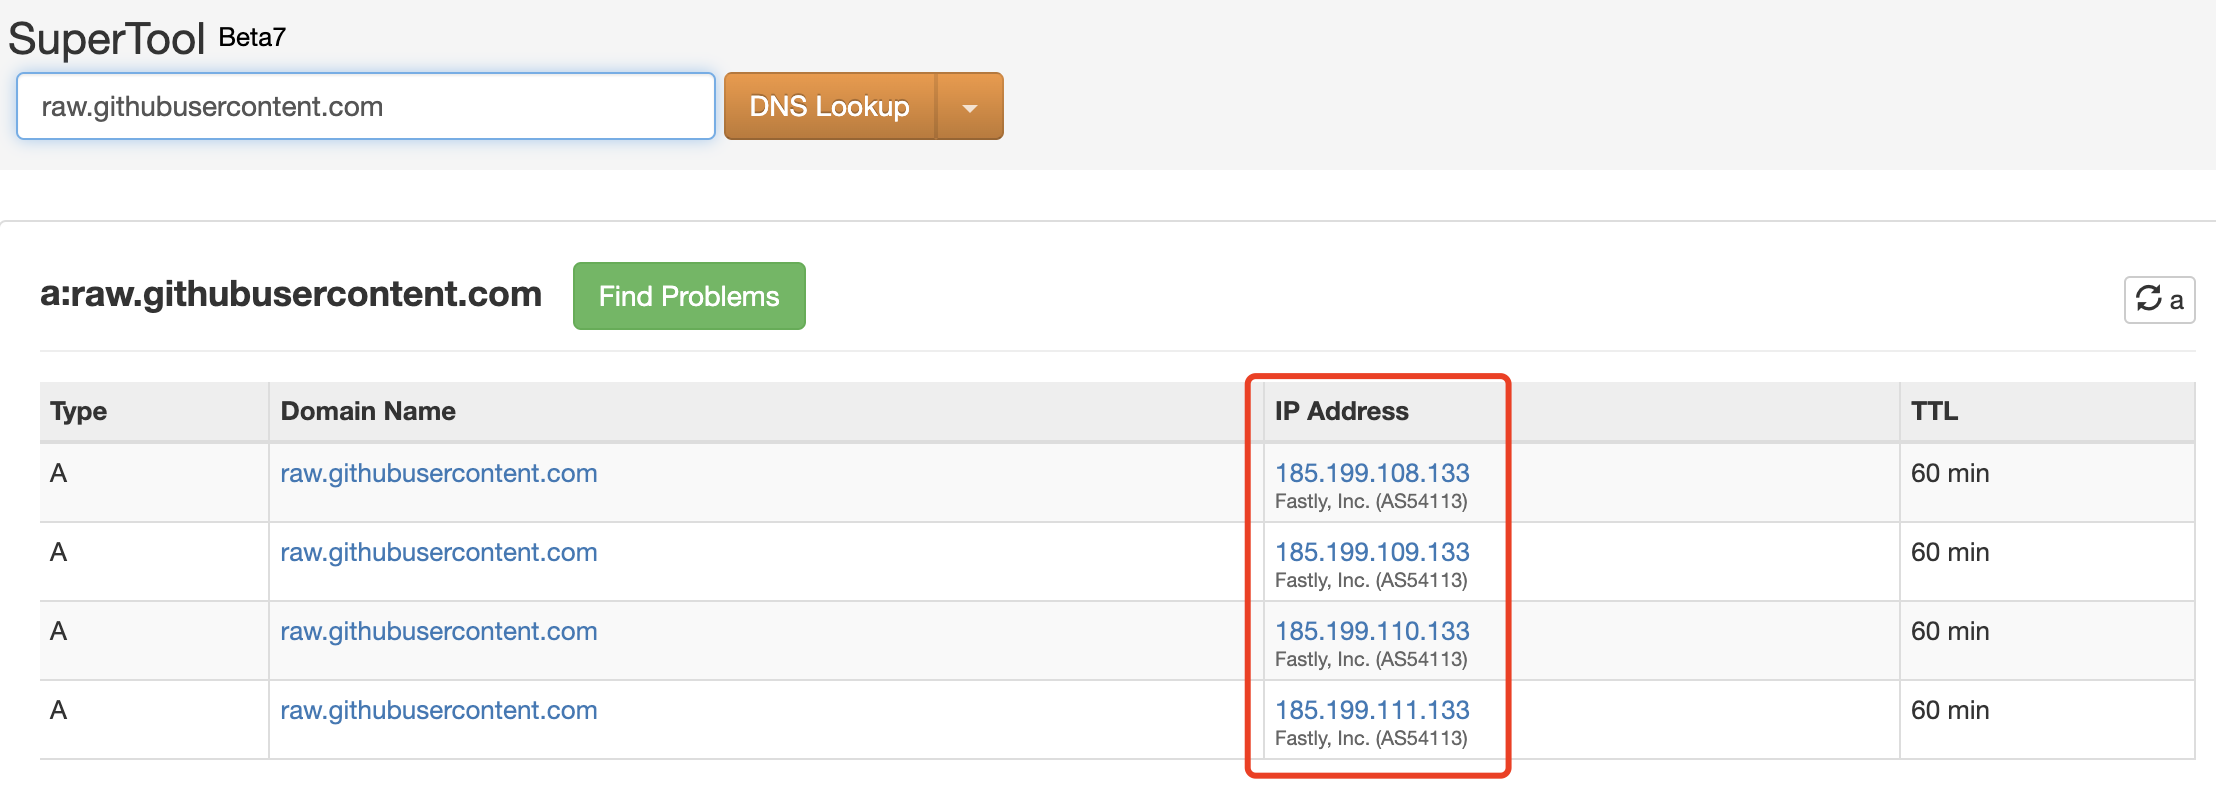 SuperTool Beta7
raw.githubusercontent.com DNS Lookup
a:raw.githubusercontent.com Find Problems a
Type Domain Name IP Address TTL
A raw.githubusercontent.com 185.199.108.133 60 min
Fastly, Inc. (AS54113)
A raw.githubusercontent.com 185.199.109.133 60 min
Fastly, Inc. (AS54113)
A raw.githubusercontent.com 185.199.110.133 60 min
Fastly, Inc. (AS54113)
A raw.githubusercontent.com 185.199.111.133 60 min
Fastly, Inc. (AS54113)